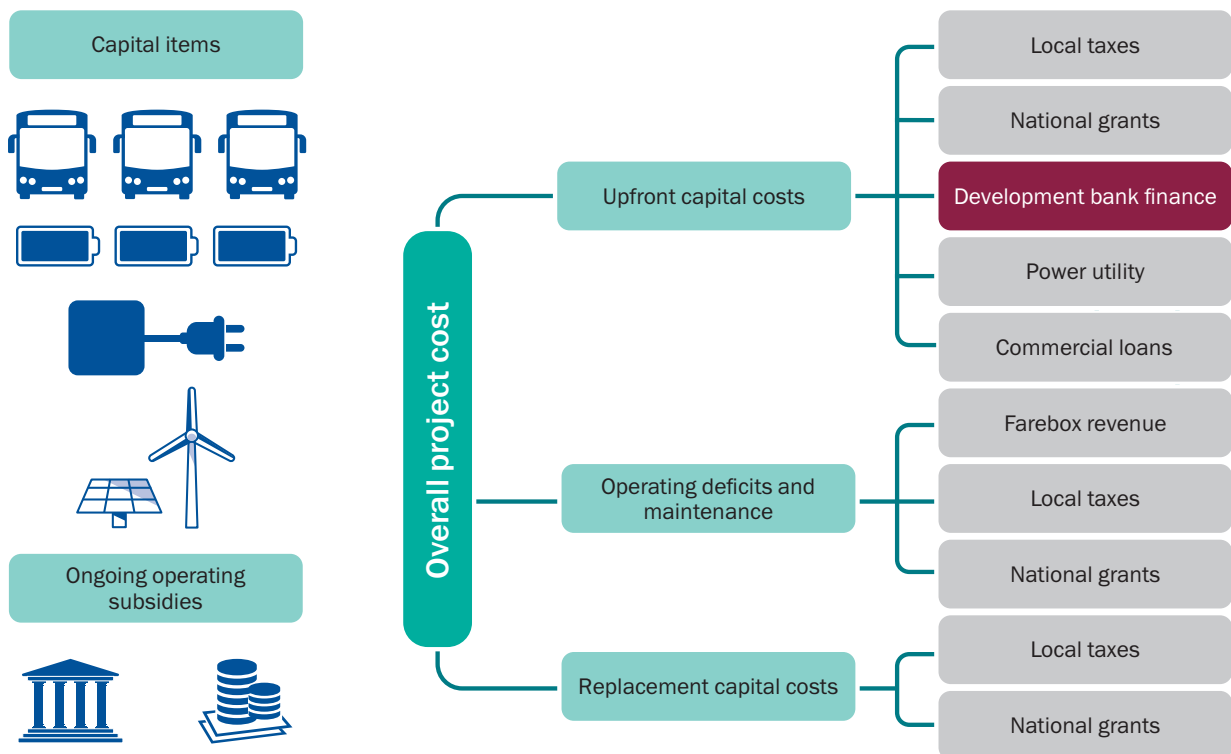 Capital items
Ongoing operating
subsidies
Overall project cost
Upfront capital costs
Local taxes
National grants
Development bank finance
Power utility
Commercial loans
Operating deficits and
maintenance
Farebox revenue
Local taxes
National grants
Replacement capital costs
Local taxes
National grants